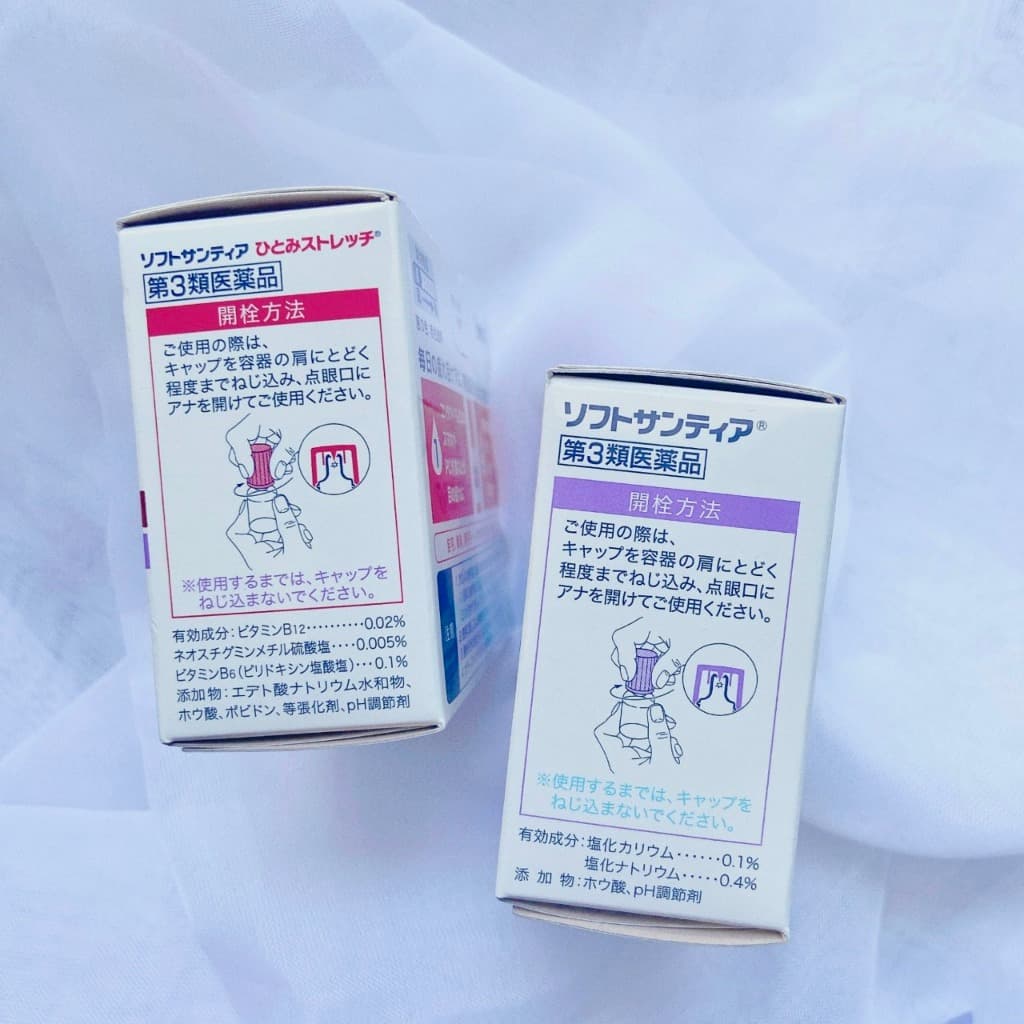 ソフトサンティア ひとみストレッチ®
第3類医薬品
開栓方法
ご使用の際は、
キャップを容器の肩にとどく
程度までねじ込み、点眼口に
アナを開けてご使用ください。
※使用するまでは、キャップを
ねじ込まないでください。
有効成分:ビタミンB12‥‥‥‥‥0.02%
ネオスチグミンメチル硫酸塩‥‥0.005%
ビタミンB6(ピリドキシン塩酸塩)‥‥0.1%
添加物:エデト酸ナトリウム水和物、
ホウ酸、ポビドン、等張化剤、pH調節剤
毎日の
ソフトサンティア®
第3類医薬品
開栓方法
ご使用の際は、
キャップを容器の肩にとどく
程度までねじ込み、点眼口に
アナを開けてご使用ください。
※使用するまでは、キャップを
ねじ込まないでください。
有効成分:塩化カリウム‥‥‥0.1%
塩化ナトリウム‥‥‥0.4%
添加物:ホウ酸、pH調節剤